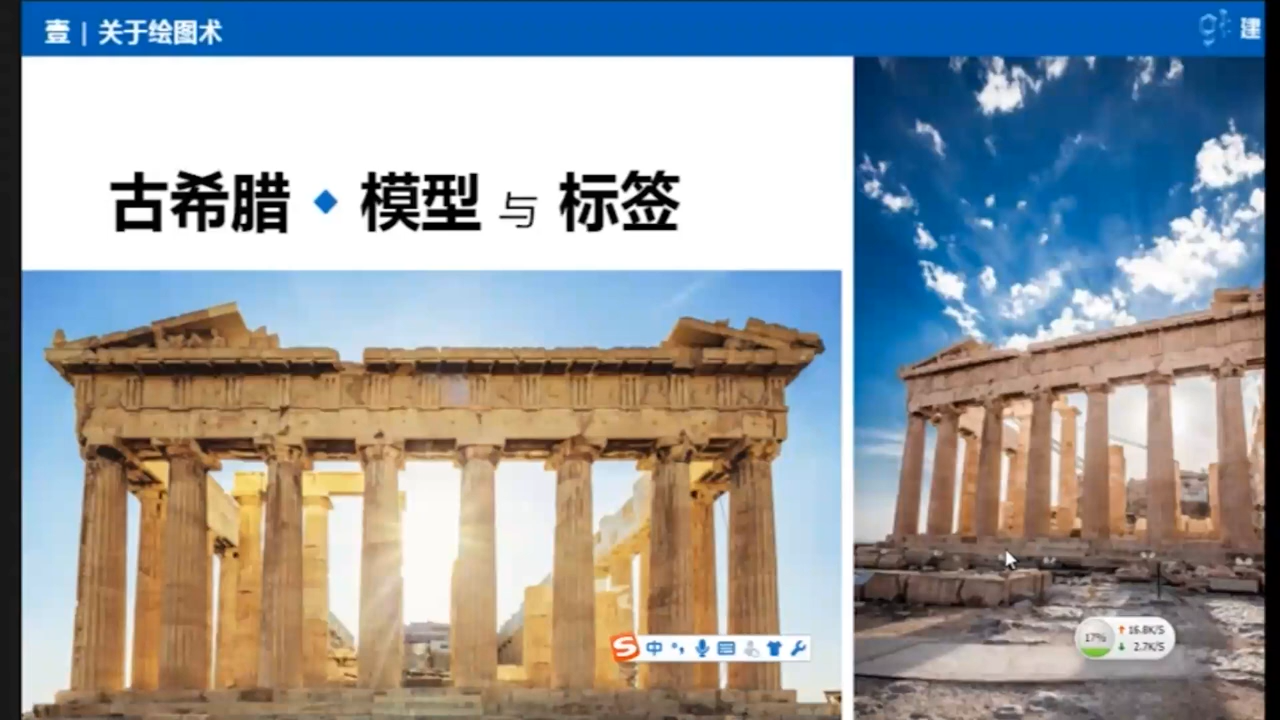 壹 | 关于绘图术
建
古希腊 ◆ 模型 与 标签
中
17%
16.8K/S
2.7K/S